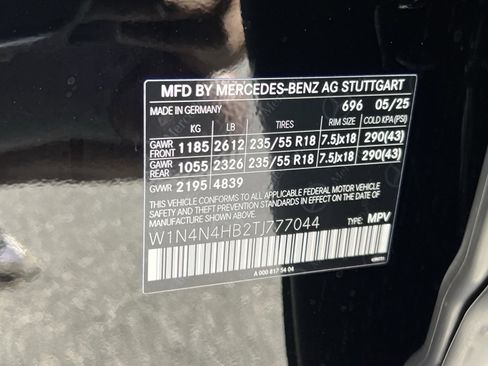 MFD BY MERCEDES-BENZ AG STUTTGART
MADE IN GERMANY 696 05/25
KG LB TIRES RIM SIZE COLD KPA (PSI)
GAWR FRONT 1185 2612 235/55 R18 7.5Jx18 290(43)
GAWR REAR 1055 2326 235/55 R18 7.5Jx18 290(43)
GVWR 2195 4839
THIS VEHICLE CONFORMS TO ALL APPLICABLE FEDERAL MOTOR VEHICLE
SAFETY AND THEFT PREVENTION STANDARDS IN EFFECT ON THE DATE OF
MANUFACTURE SHOWN ABOVE.
W1N4N4HB2TJ777044 TYPE: MPV
A 000 817 54 04